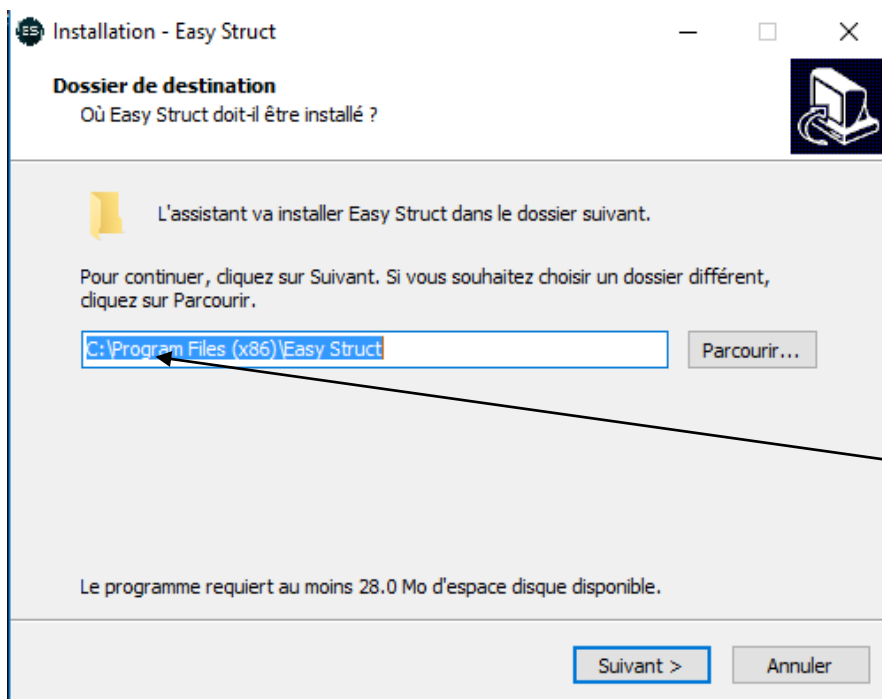 ES Installation - Easy Struct
Dossier de destination
Où Easy Struct doit-il être installé ?
L'assistant va installer Easy Struct dans le dossier suivant.
Pour continuer, cliquez sur Suivant. Si vous souhaitez choisir un dossier différent,
cliquez sur Parcourir.
C:\Program Files (x86)\Easy Struct
Parcourir...
Le programme requiert au moins 28.0 Mo d'espace disque disponible.
Suivant >
Annuler